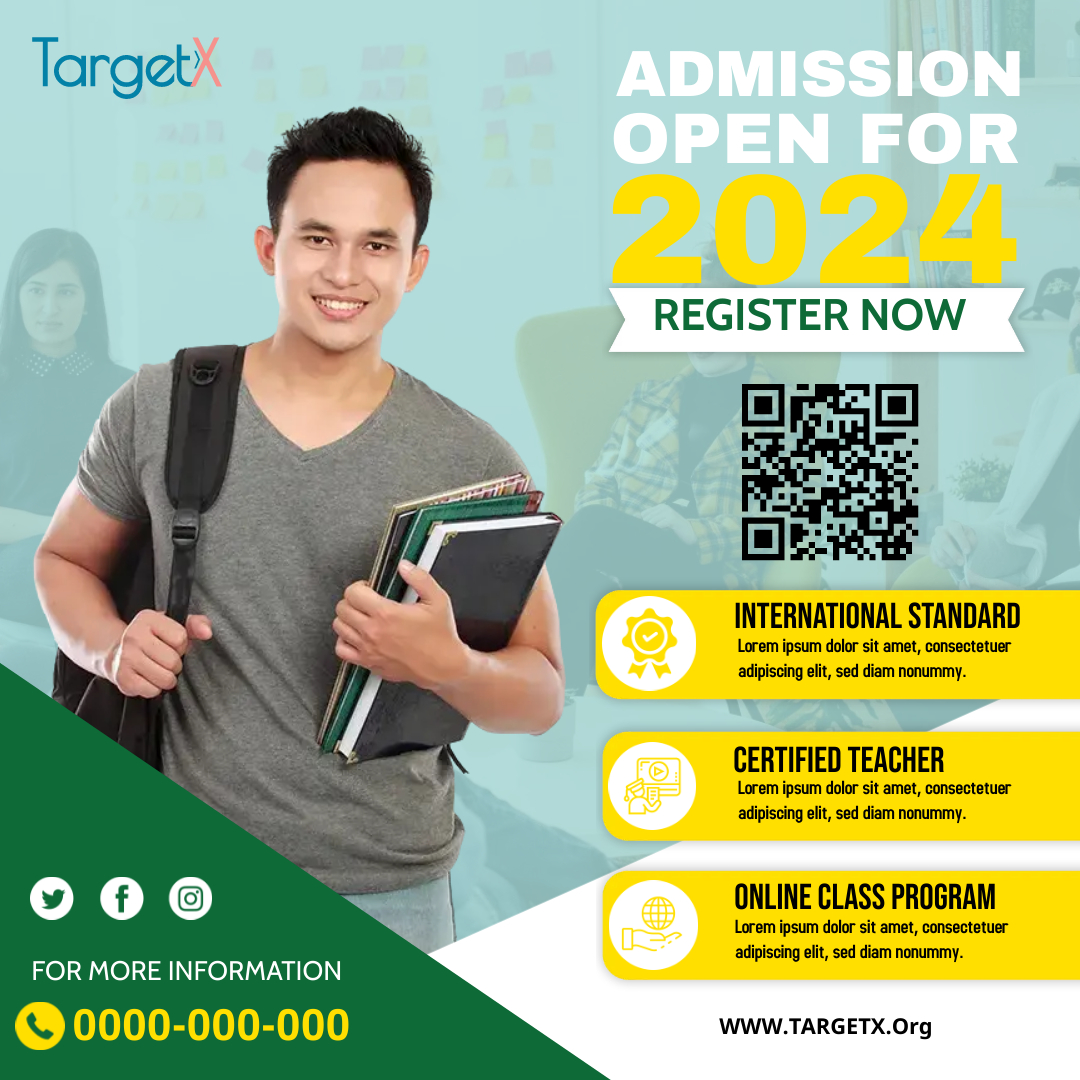 TargetX
ADMISSION
OPEN FOR
2024
REGISTER NOW
INTERNATIONAL STANDARD
Lorem ipsum dolor sit amet, consectetuer
adipiscing elit, sed diam nonummy.
CERTIFIED TEACHER
Lorem ipsum dolor sit amet, consectetuer
adipiscing elit, sed diam nonummy.
ONLINE CLASS PROGRAM
Lorem ipsum dolor sit amet, consectetuer
adipiscing elit, sed diam nonummy.
FOR MORE INFORMATION
0000-000-000
WWW.TARGETX.Org